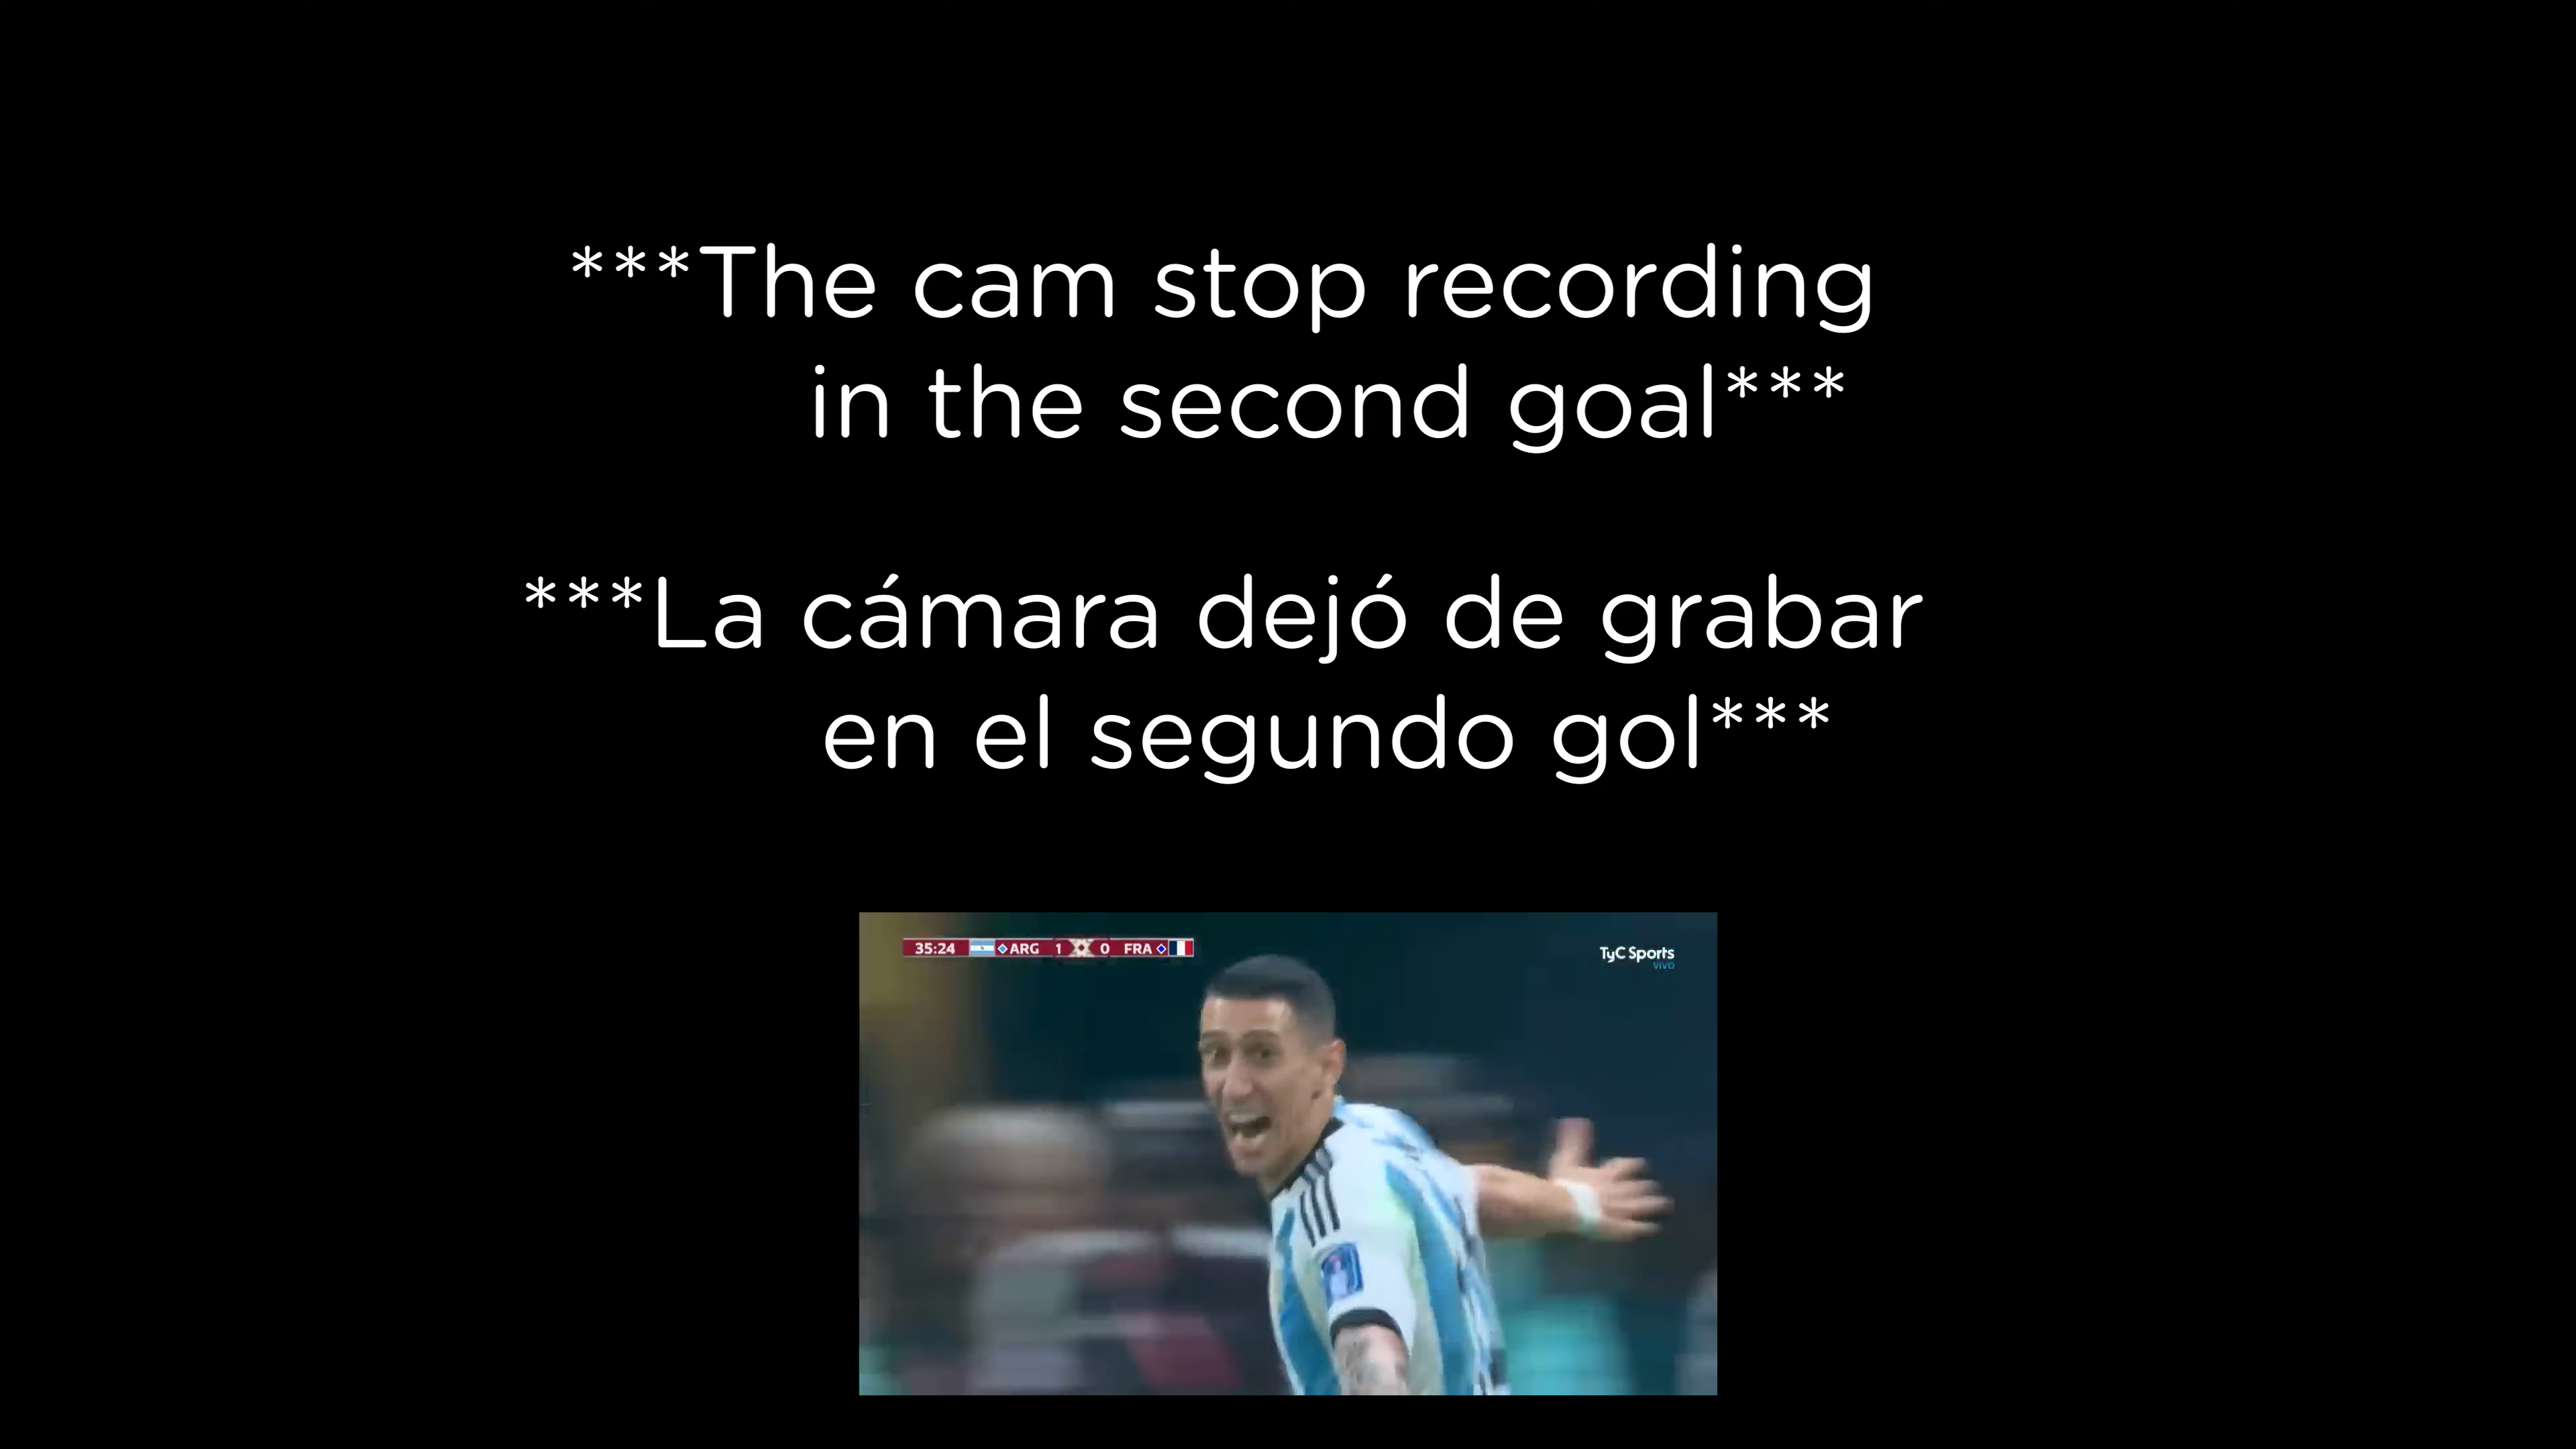 ***The cam stop recording
in the second goal***
***La cámara dejó de grabar
en el segundo gol***
35:24 ARG 1 0 FRA
TyC Sports
VIVO